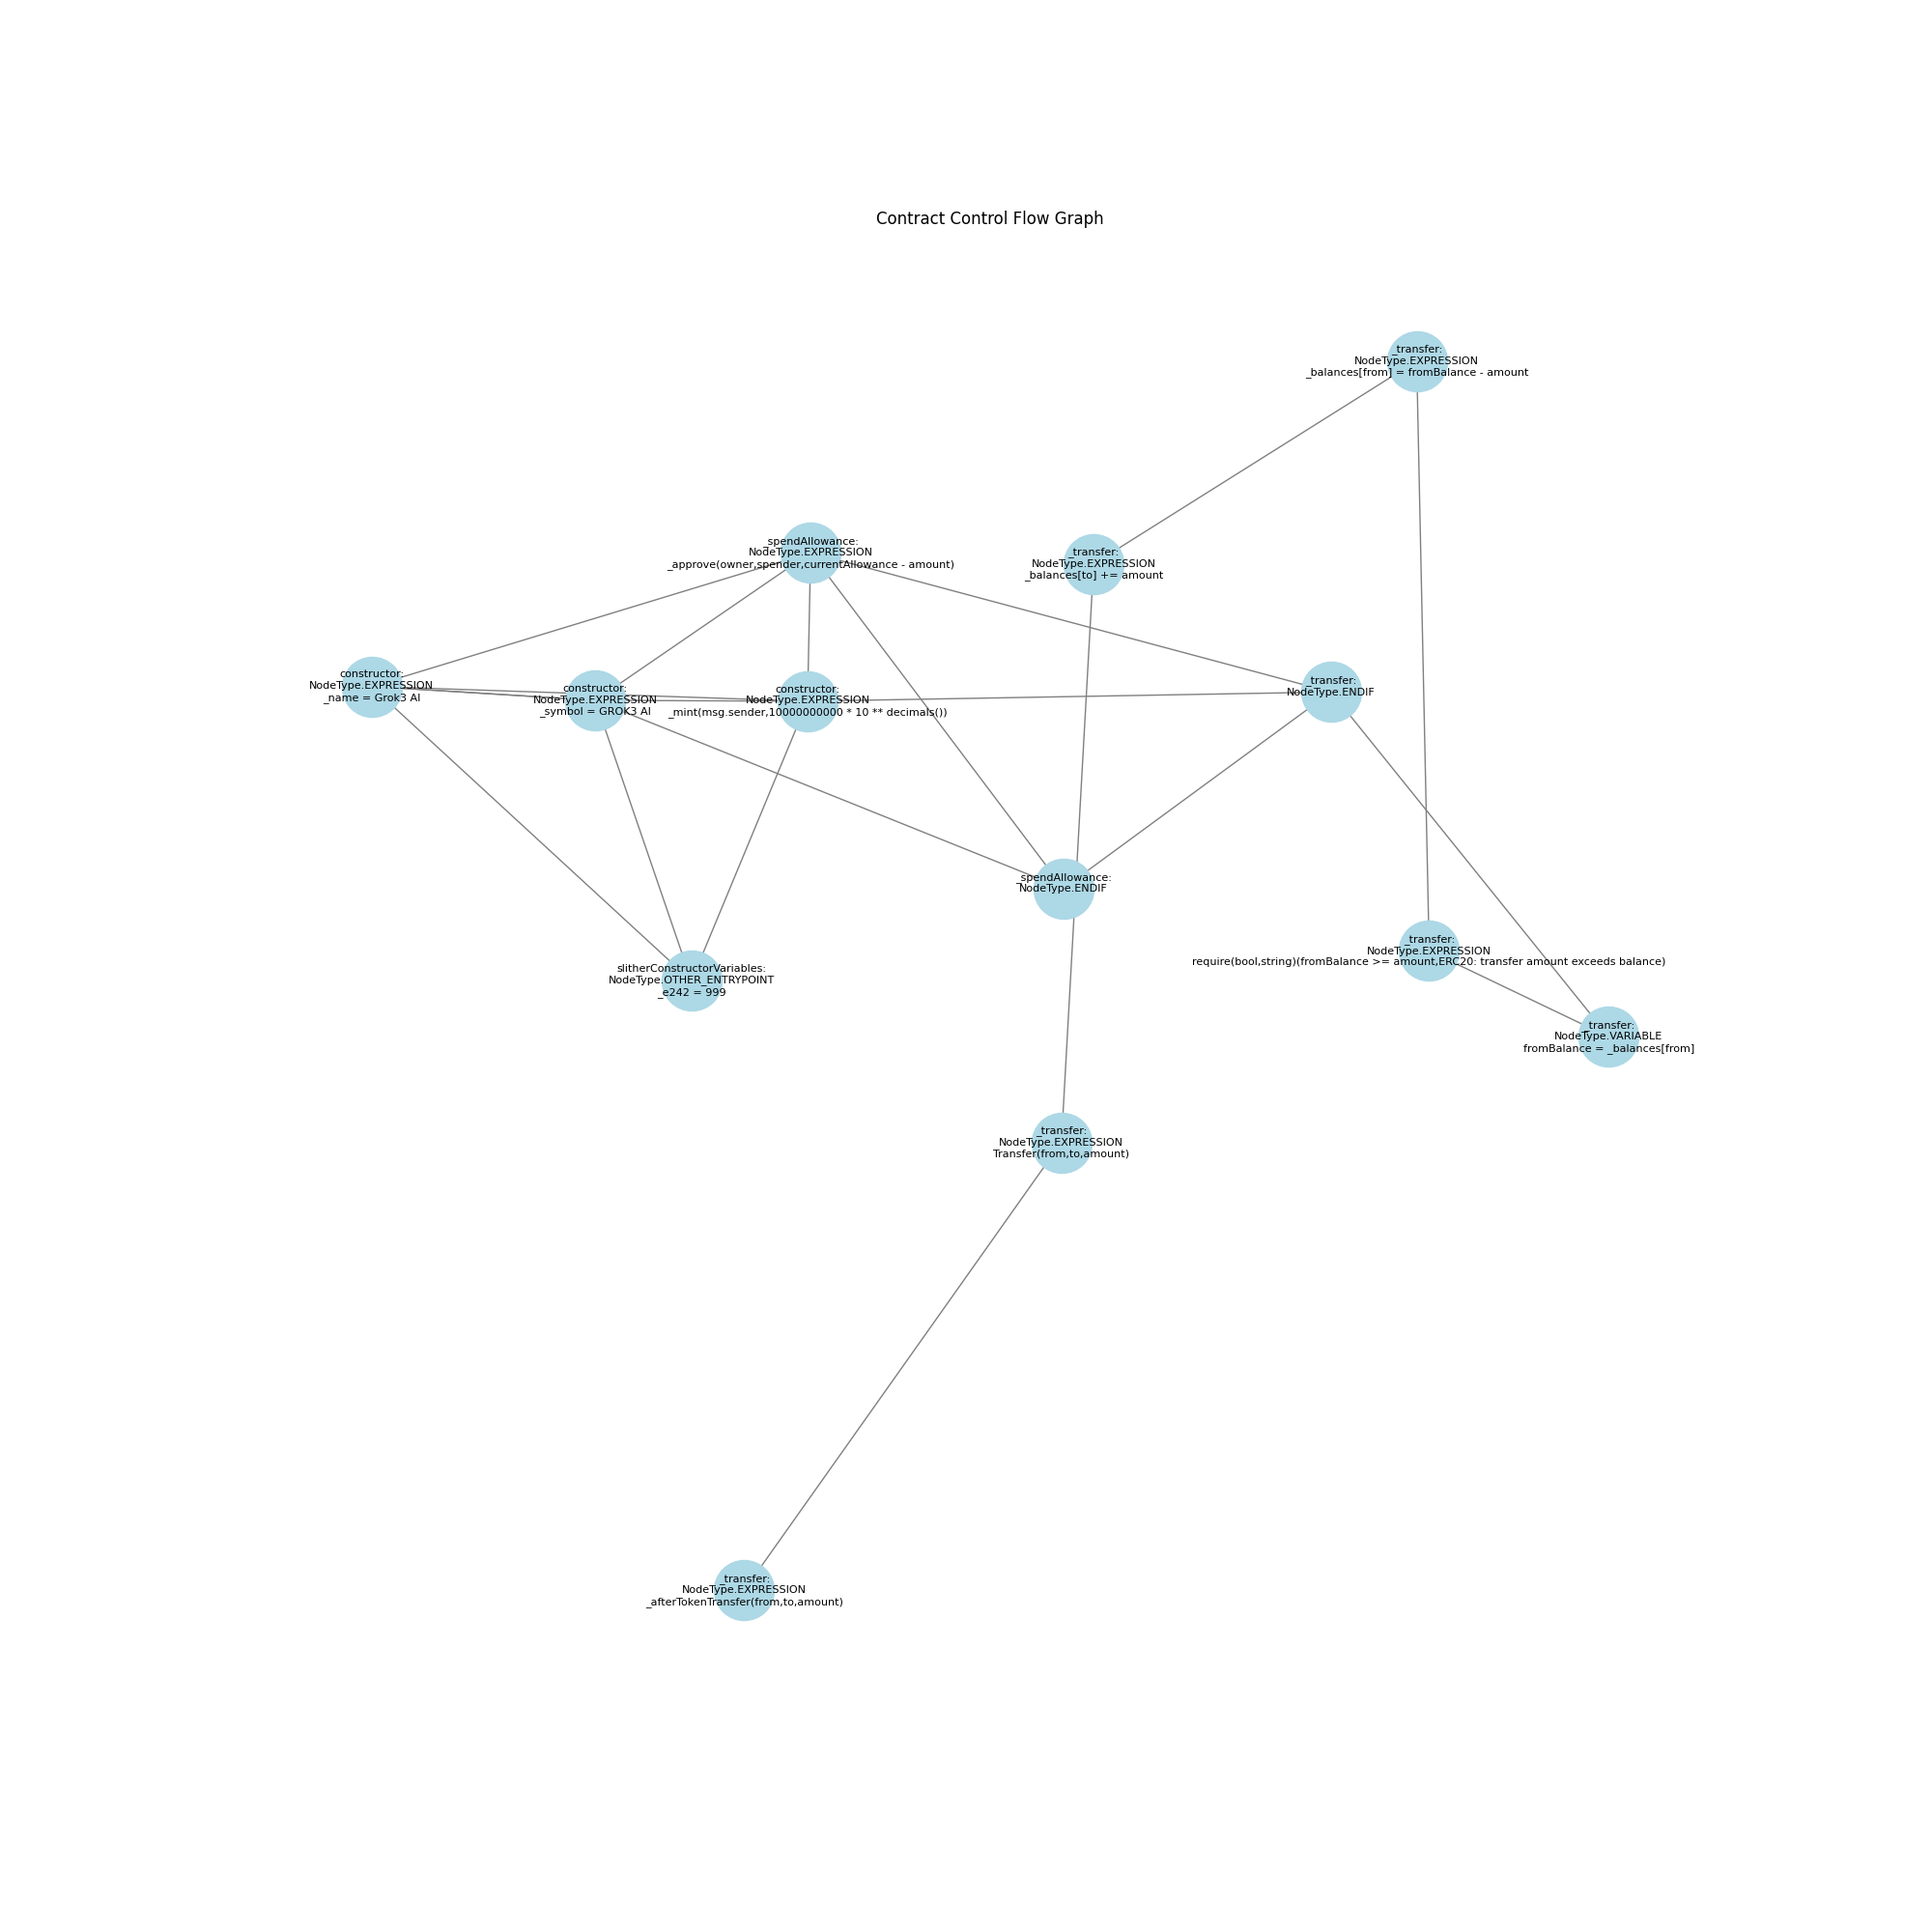 Contract Control Flow Graph
_transfer:
NodeType.EXPRESSION
_balances[from] = fromBalance - amount
_spendAllowance:
NodeType.EXPRESSION
_approve(owner,spender,currentAllowance - amount)
_transfer:
NodeType.EXPRESSION
_balances[to] += amount
constructor:
NodeType.EXPRESSION
_name = Grok3 AI
constructor:
NodeType.EXPRESSION
_symbol = GROK3 AI
constructor:
NodeType.EXPRESSION
_mint(msg.sender,10000000000 * 10 ** decimals())
_transfer:
NodeType.ENDIF
_spendAllowance:
NodeType.ENDIF
_transfer:
NodeType.EXPRESSION
require(bool,string)(fromBalance >= amount,ERC20: transfer amount exceeds balance)
slitherConstructorVariables:
NodeType.OTHER_ENTRYPOINT
_e242 = 999
_transfer:
NodeType.VARIABLE
fromBalance = _balances[from]
_transfer:
NodeType.EXPRESSION
Transfer(from,to,amount)
_transfer:
NodeType.EXPRESSION
_afterTokenTransfer(from,to,amount)